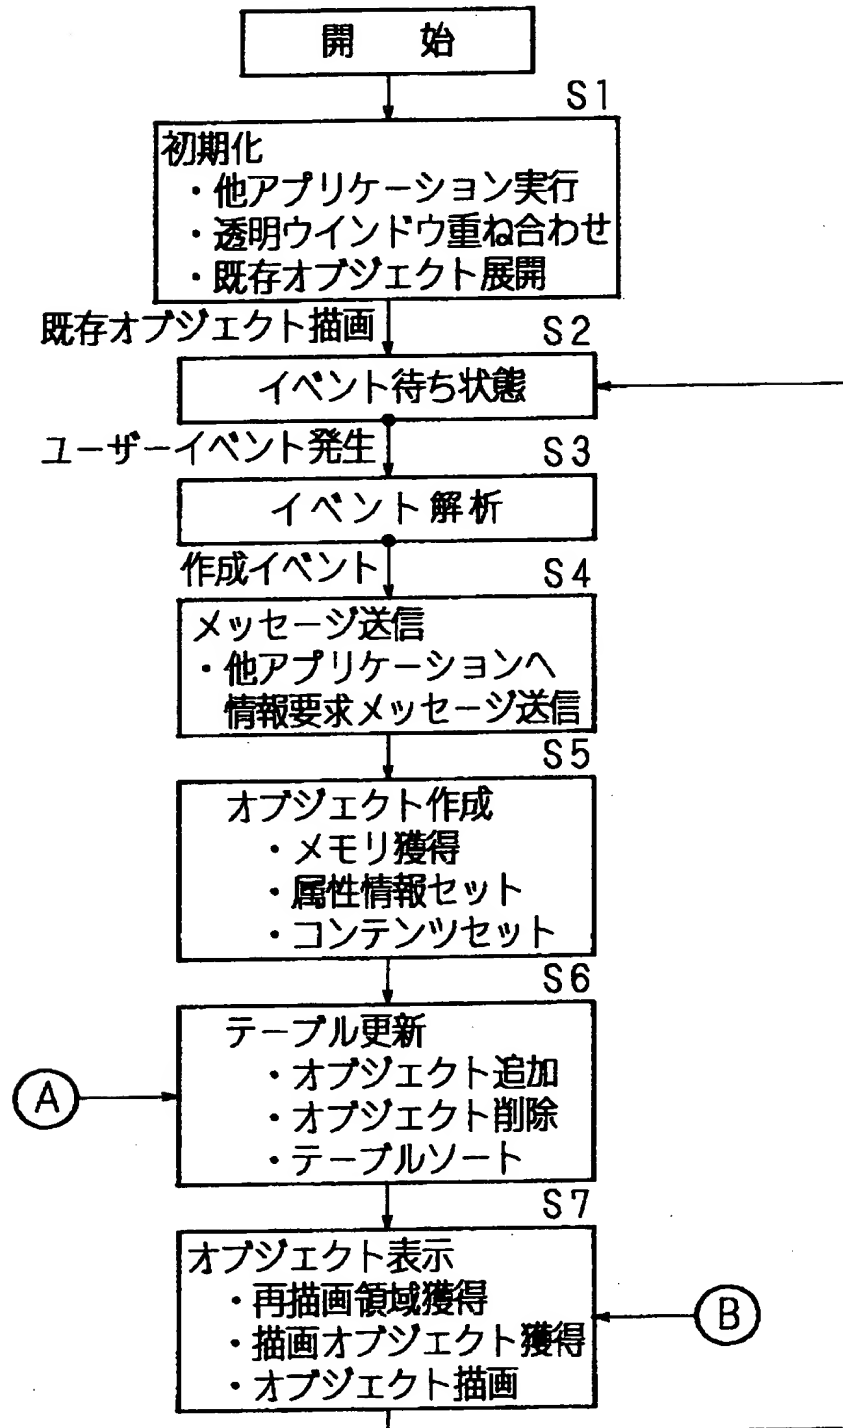 開 始
S1
初期化
・他アプリケーション実行
・透明ウインドウ重ね合わせ
・既存オブジェクト展開
既存オブジェクト描画
S2
イベント待ち状態
ユーザーイベント発生
S3
イベント解析
作成イベント
S4
メッセージ送信
・他アプリケーションへ
情報要求メッセージ送信
S5
オブジェクト作成
・メモリ獲得
・属性情報セット
・コンテンツセット
S6
テーブル更新
・オブジェクト追加
・オブジェクト削除
・テーブルソート
A
S7
オブジェクト表示
・再描画領域獲得
・描画オブジェクト獲得
・オブジェクト描画
B